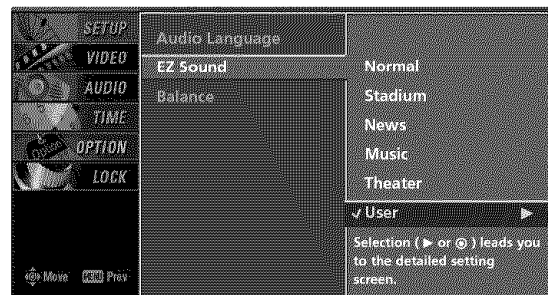 SETUP
VIDEO
AUDIO
TIME
OPTION
LOCK
Move MENU Prev
Audio Language
EZ Sound
Balance
Normal
Stadium
News
Music
Theater
✓ User ▶
Selection ( ▶ or ◉ ) leads you
to the detailed setting
screen.